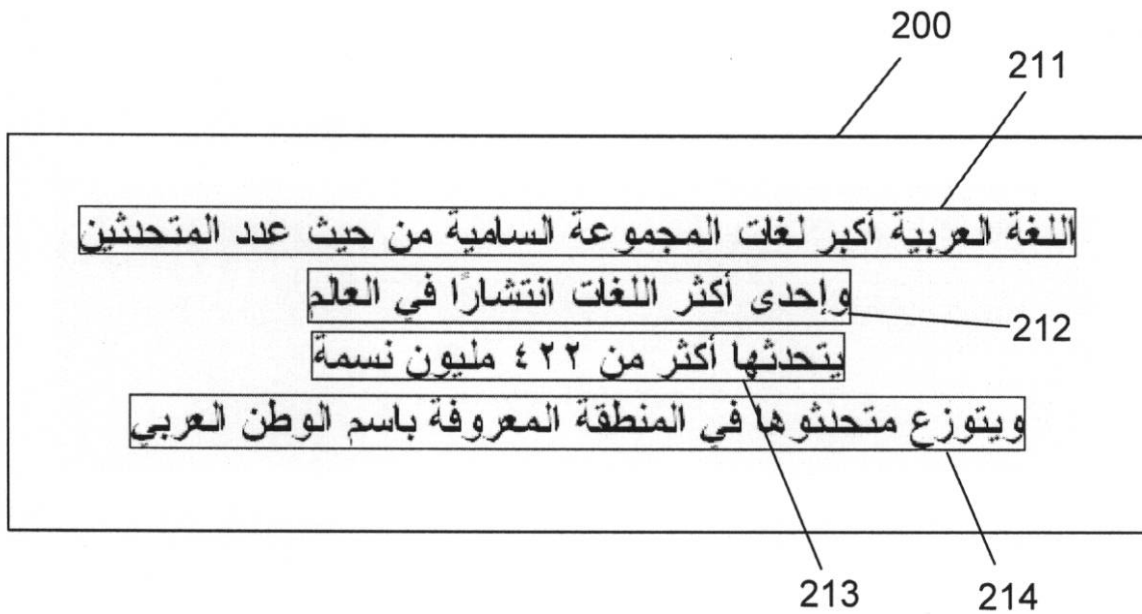 200
211
اللغة العربية أكبر لغات المجموعة السامية من حيث عدد المتحدثين
وإحدى أكثر اللغات انتشارًا في العالم
212
يتحدثها أكثر من ٤٢٢ مليون نسمة
ويتوزع متحدثوها في المنطقة المعروفة باسم الوطن العربي
213
214